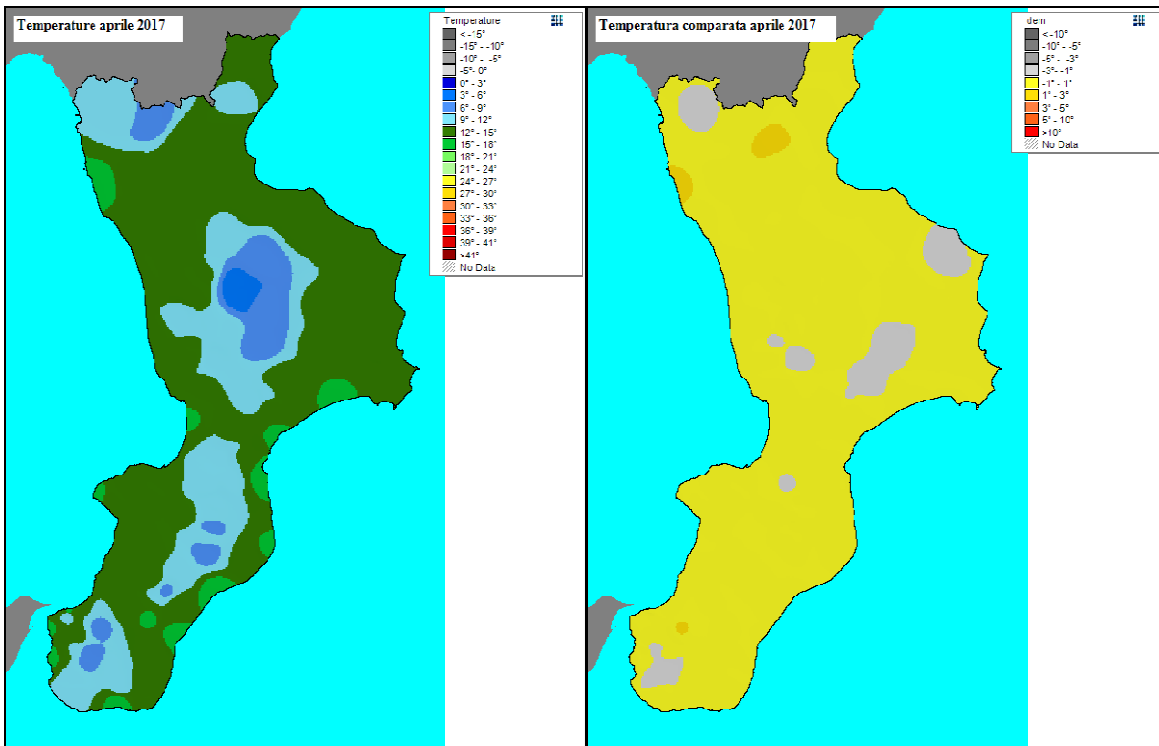 Temperature aprile 2017
Temperature
< -15°
-15° - -10°
-10° - -5°
-5° - 0°
0° - 3°
3° - 6°
6° - 9°
9° - 12°
12° - 15°
15° - 18°
18° - 21°
21° - 24°
24° - 27°
27° - 30°
30° - 33°
33° - 36°
36° - 39°
39° - 41°
>41°
No Data
Temperatura comparata aprile 2017
dem
< -10°
-10° - -5°
-5° - -3°
-3° - -1°
-1° - 1°
1° - 3°
3° - 5°
5° - 10°
>10°
No Data